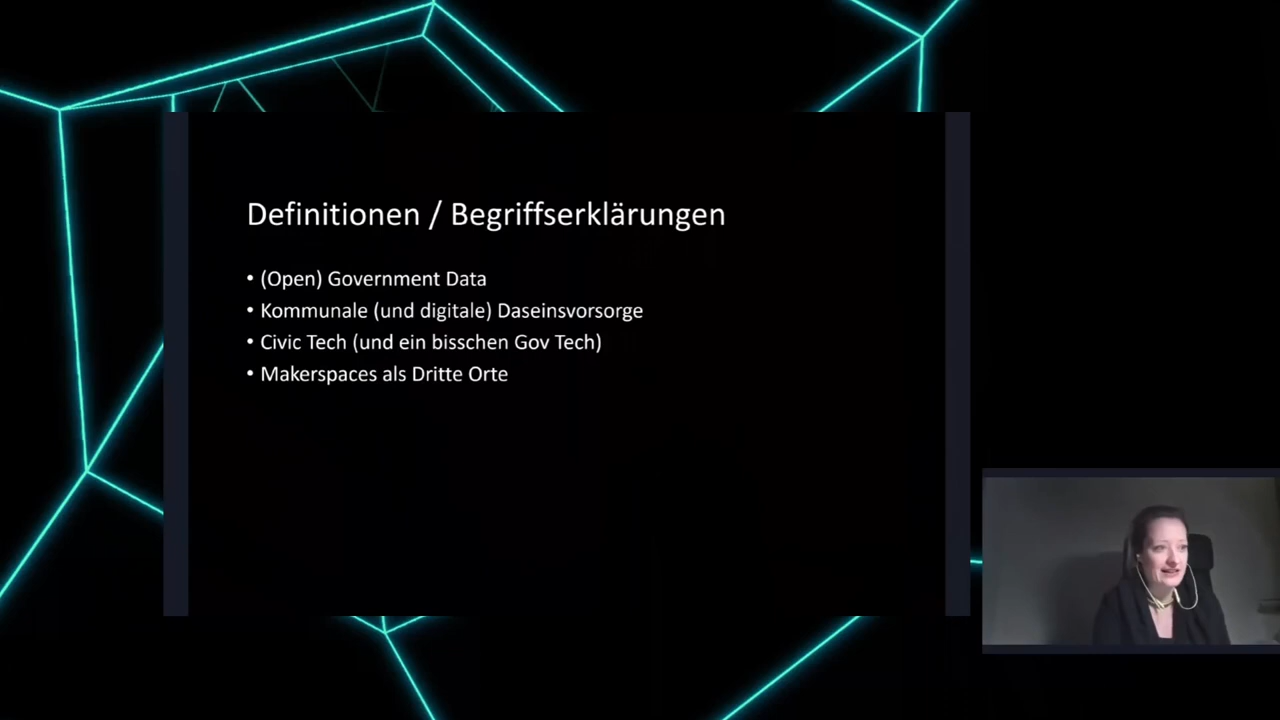 Definitionen / Begriffserklärungen
• (Open) Government Data
• Kommunale (und digitale) Daseinsvorsorge
• Civic Tech (und ein bisschen Gov Tech)
• Makerspaces als Dritte Orte